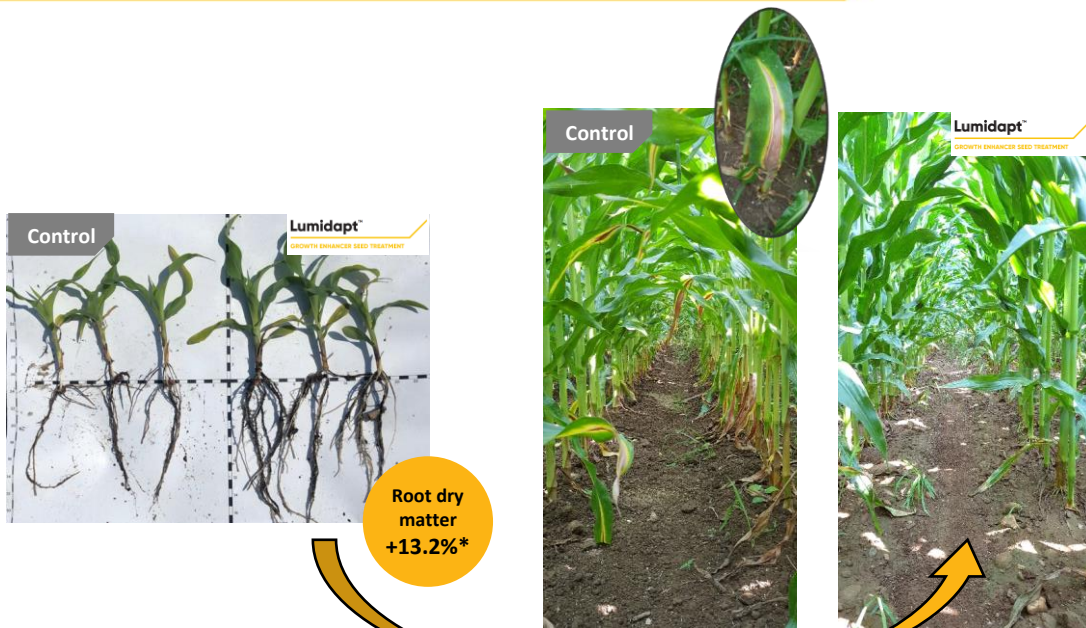 Control
Lumidapt™
GROWTH ENHANCER SEED TREATMENT
Root dry
matter
+13.2%*
Control
Lumidapt™
GROWTH ENHANCER SEED TREATMENT